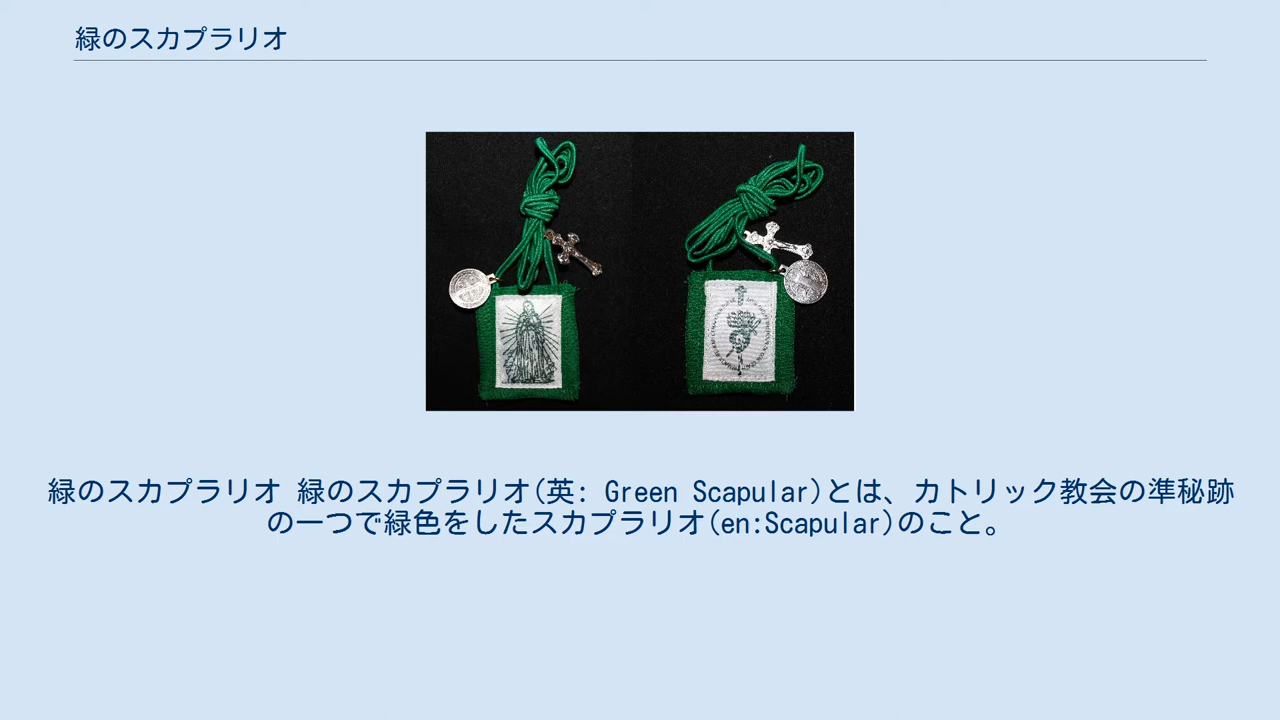 緑のスカプラリオ
緑のスカプラリオ 緑のスカプラリオ(英: Green Scapular)とは、カトリック教会の準秘跡
の一つで緑色をしたスカプラリオ(en:Scapular)のこと。